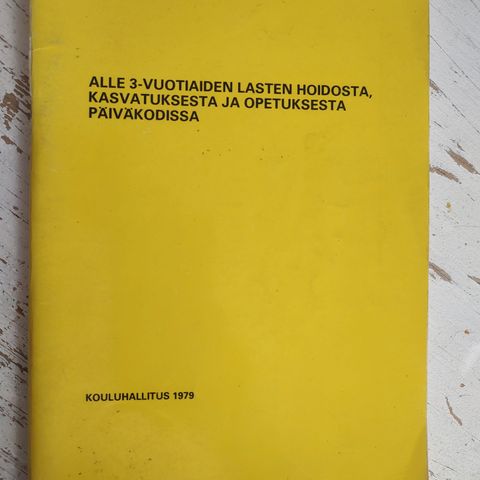 ALLE 3-VUOTIAIDEN LASTEN HOIDOSTA,
KASVATUKSESTA JA OPETUKSESTA
PÄIVÄKODISSA
KOULUHALLITUS 1979